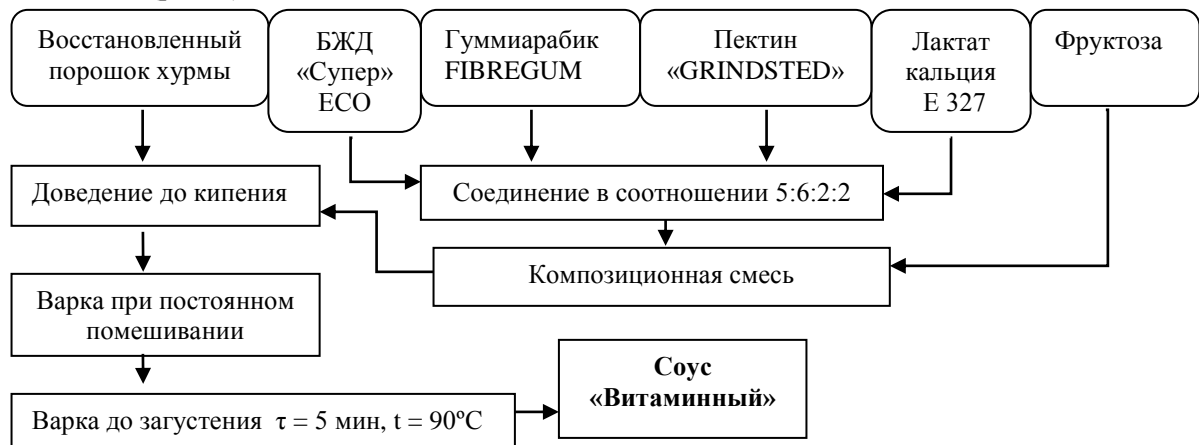 Восстановленный
порошок хурмы
БЖД
«Супер»
ECO
Гуммиарабик
FIBREGUM
Пектин
«GRINDSTED»
Лактат
кальция
Е 327
Фруктоза
Доведение до кипения
Соединение в соотношении 5:6:2:2
Композиционная смесь
Варка при постоянном
помешивании
Соус
«Витаминный»
Варка до загустения τ = 5 мин, t = 90ºС